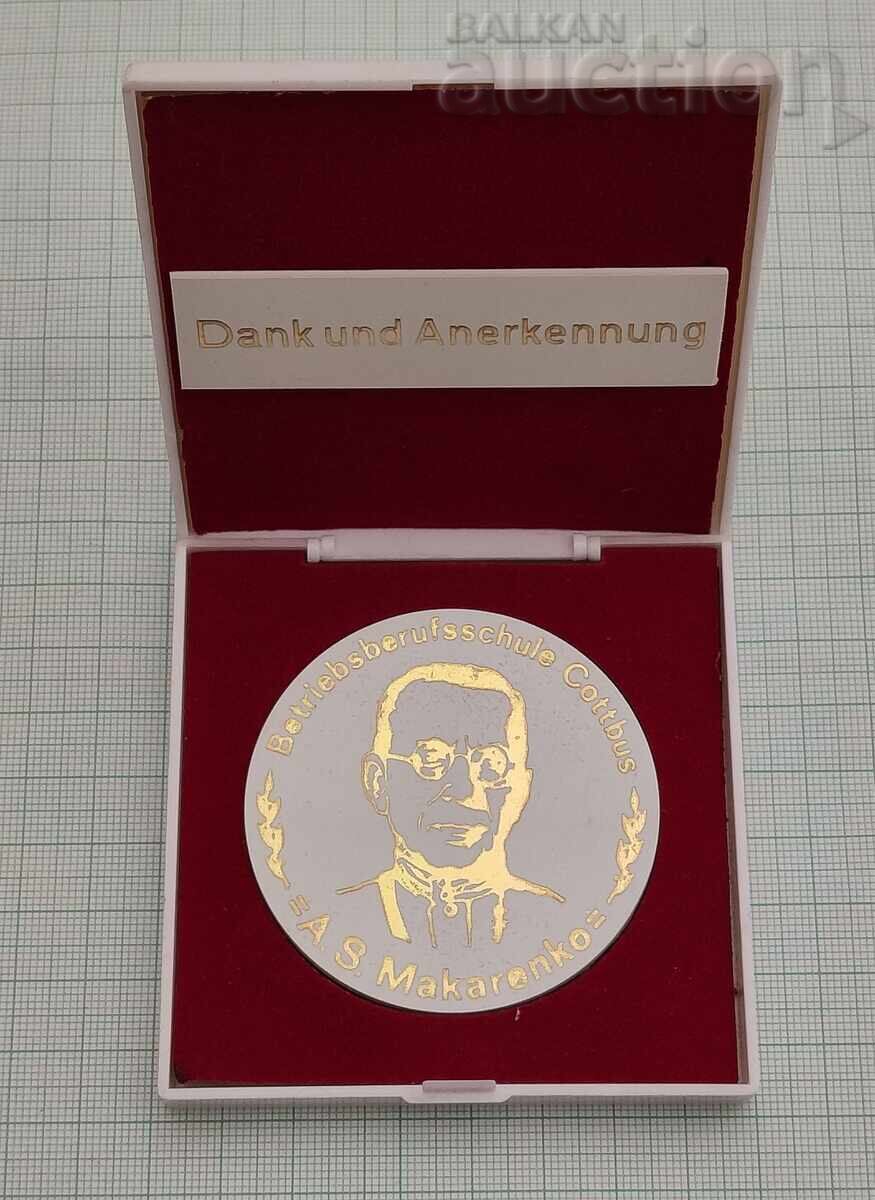 BALKAN
auction
Dank und Anerkennung
Betriebsberufsschule Cottbus
=A. S. Makarenko=